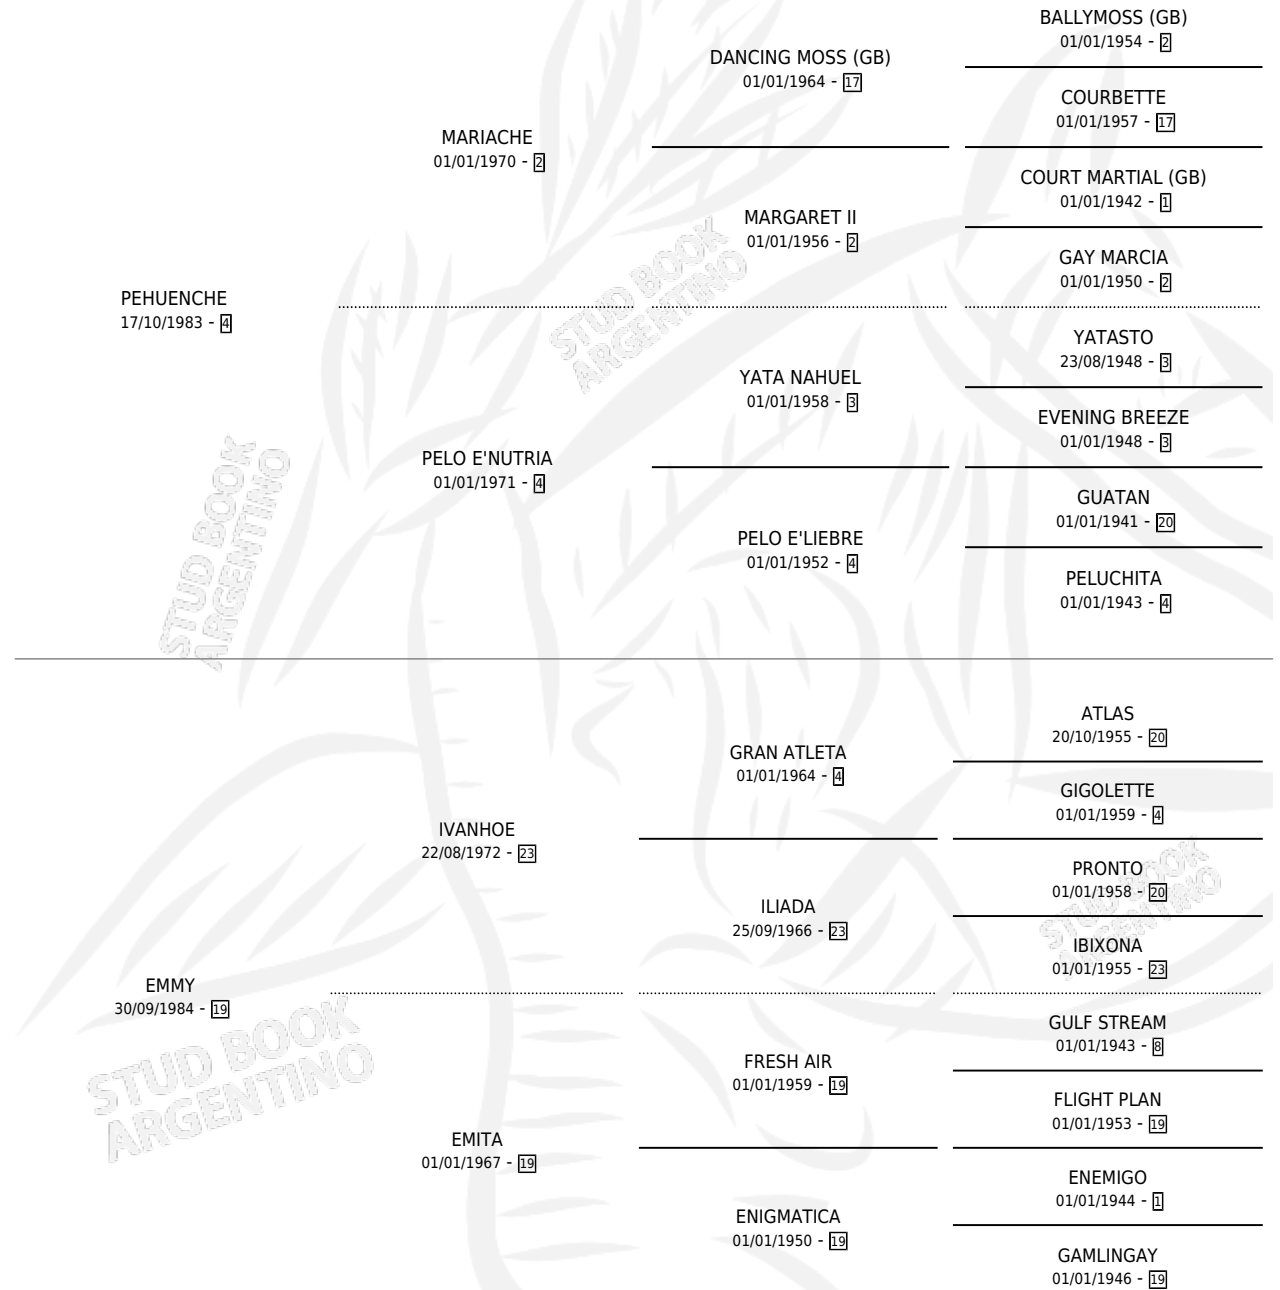 BALLYMOSS (GB)
01/01/1954 - 2
DANCING MOSS (GB)
01/01/1964 - 17
COURBETTE
01/01/1957 - 17
MARIACHE
01/01/1970 - 2
COURT MARTIAL (GB)
01/01/1942 - 1
MARGARET II
01/01/1956 - 2
GAY MARCIA
01/01/1950 - 2
PEHUENCHE
17/10/1983 - 4
YATASTO
23/08/1948 - 3
YATA NAHUEL
01/01/1958 - 3
EVENING BREEZE
01/01/1948 - 3
PELO E'NUTRIA
01/01/1971 - 4
GUATAN
01/01/1941 - 20
PELO E'LIEBRE
01/01/1952 - 4
PELUCHITA
01/01/1943 - 4
ATLAS
20/10/1955 - 20
GRAN ATLETA
01/01/1964 - 4
GIGOLETTE
01/01/1959 - 4
IVANHOE
22/08/1972 - 23
PRONTO
01/01/1958 - 20
ILIADA
25/09/1966 - 23
IBIXONA
01/01/1955 - 23
EMMY
30/09/1984 - 19
GULF STREAM
01/01/1943 - 8
FRESH AIR
01/01/1959 - 19
FLIGHT PLAN
01/01/1953 - 19
EMITA
01/01/1967 - 19
ENEMIGO
01/01/1944 - 1
ENIGMATICA
01/01/1950 - 19
GAMLINGAY
01/01/1946 - 19
STUD BOOK
ARGENTINO
STUD BOOK
ARGENTINO
STUD BOOK
ARGENTINO
STUD BOOK
ARGENTINO